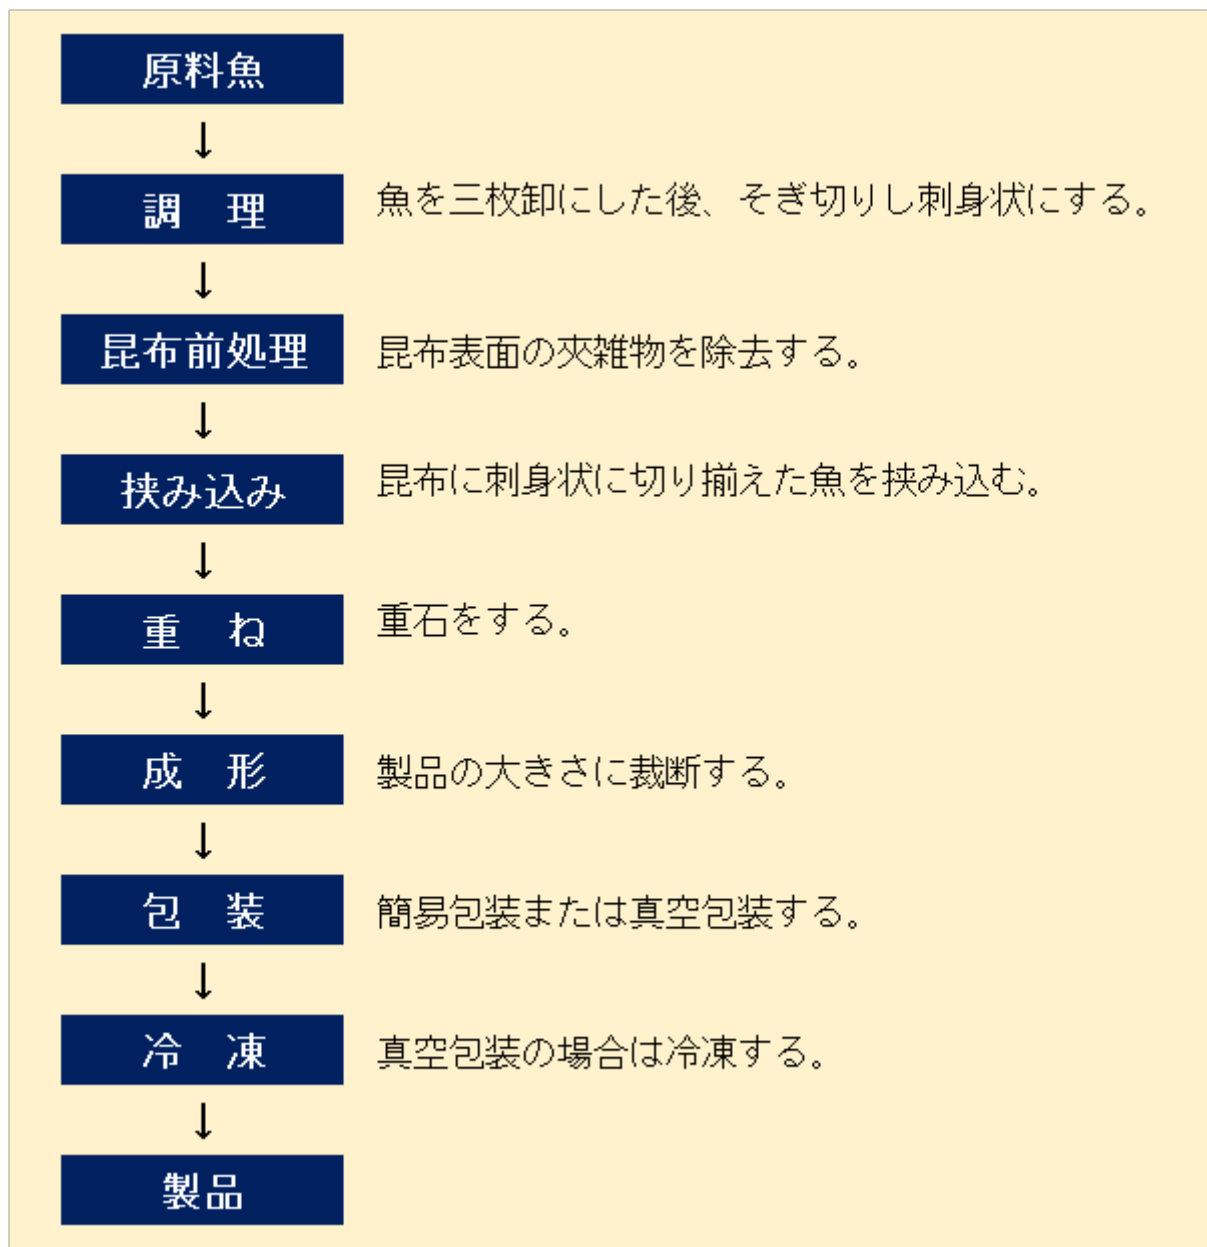 原料魚
↓
調　理　魚を三枚卸にした後、そぎ切りし刺身状にする。
↓
昆布前処理　昆布表面の夾雑物を除去する。
↓
挟み込み　昆布に刺身状に切り揃えた魚を挟み込む。
↓
重　ね　重石をする。
↓
成　形　製品の大きさに裁断する。
↓
包　装　簡易包装または真空包装する。
↓
冷　凍　真空包装の場合は冷凍する。
↓
製品